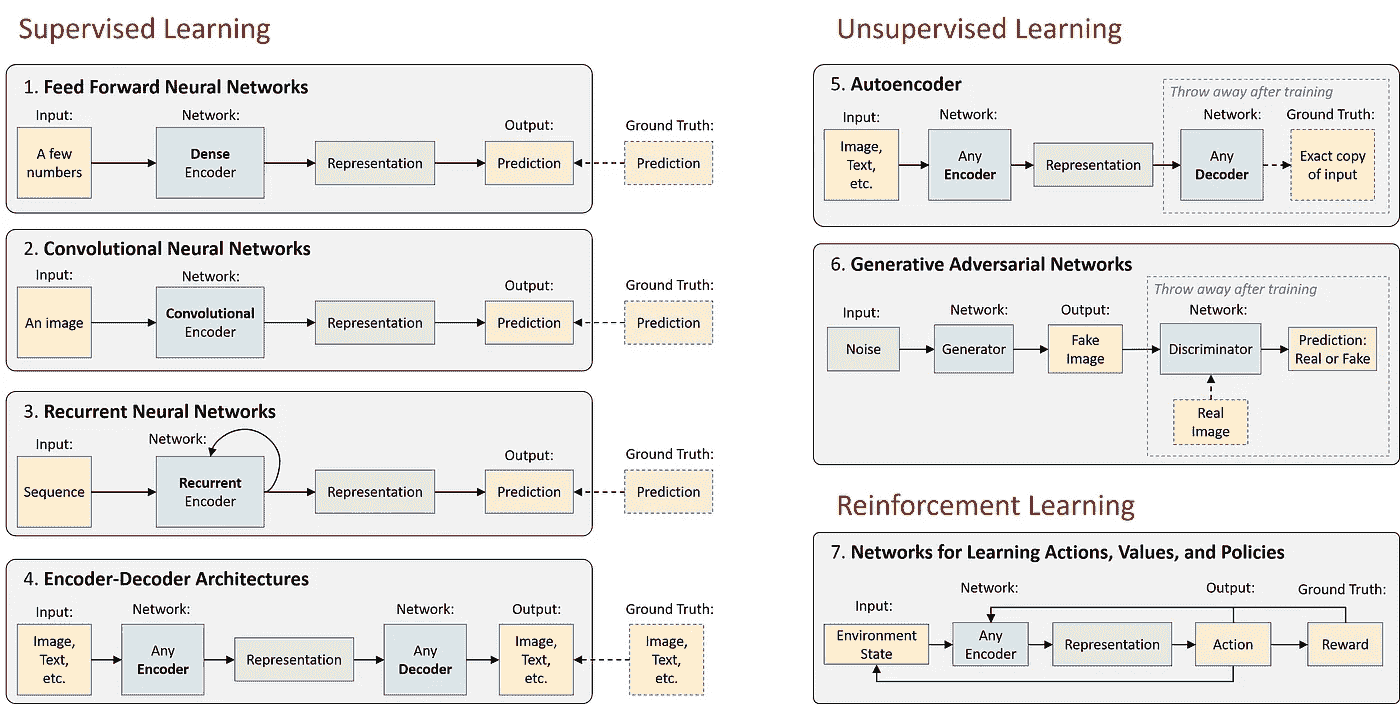 Supervised Learning
1. Feed Forward Neural Networks
Input:
Network:
Output:
Ground Truth:
A few
numbers
Dense
Encoder
Representation
Prediction
Prediction
2. Convolutional Neural Networks
Input:
Network:
Output:
Ground Truth:
An image
Convolutional
Encoder
Representation
Prediction
Prediction
3. Recurrent Neural Networks
Input:
Network:
Output:
Ground Truth:
Sequence
Recurrent
Encoder
Representation
Prediction
Prediction
4. Encoder-Decoder Architectures
Input:
Network:
Network:
Output:
Ground Truth:
Image,
Text,
etc.
Any
Encoder
Representation
Any
Decoder
Image,
Text,
etc.
Image,
Text,
etc.
Unsupervised Learning
5. Autoencoder
Throw away after training
Input:
Network:
Network:
Ground Truth:
Image,
Text,
etc.
Any
Encoder
Representation
Any
Decoder
Exact copy
of input
6. Generative Adversarial Networks
Throw away after training
Input:
Network:
Output:
Network:
Noise
Generator
Fake
Image
Discriminator
Prediction:
Real or Fake
Real
Image
Reinforcement Learning
7. Networks for Learning Actions, Values, and Policies
Input:
Network:
Output:
Ground Truth:
Environment
State
Any
Encoder
Representation
Action
Reward